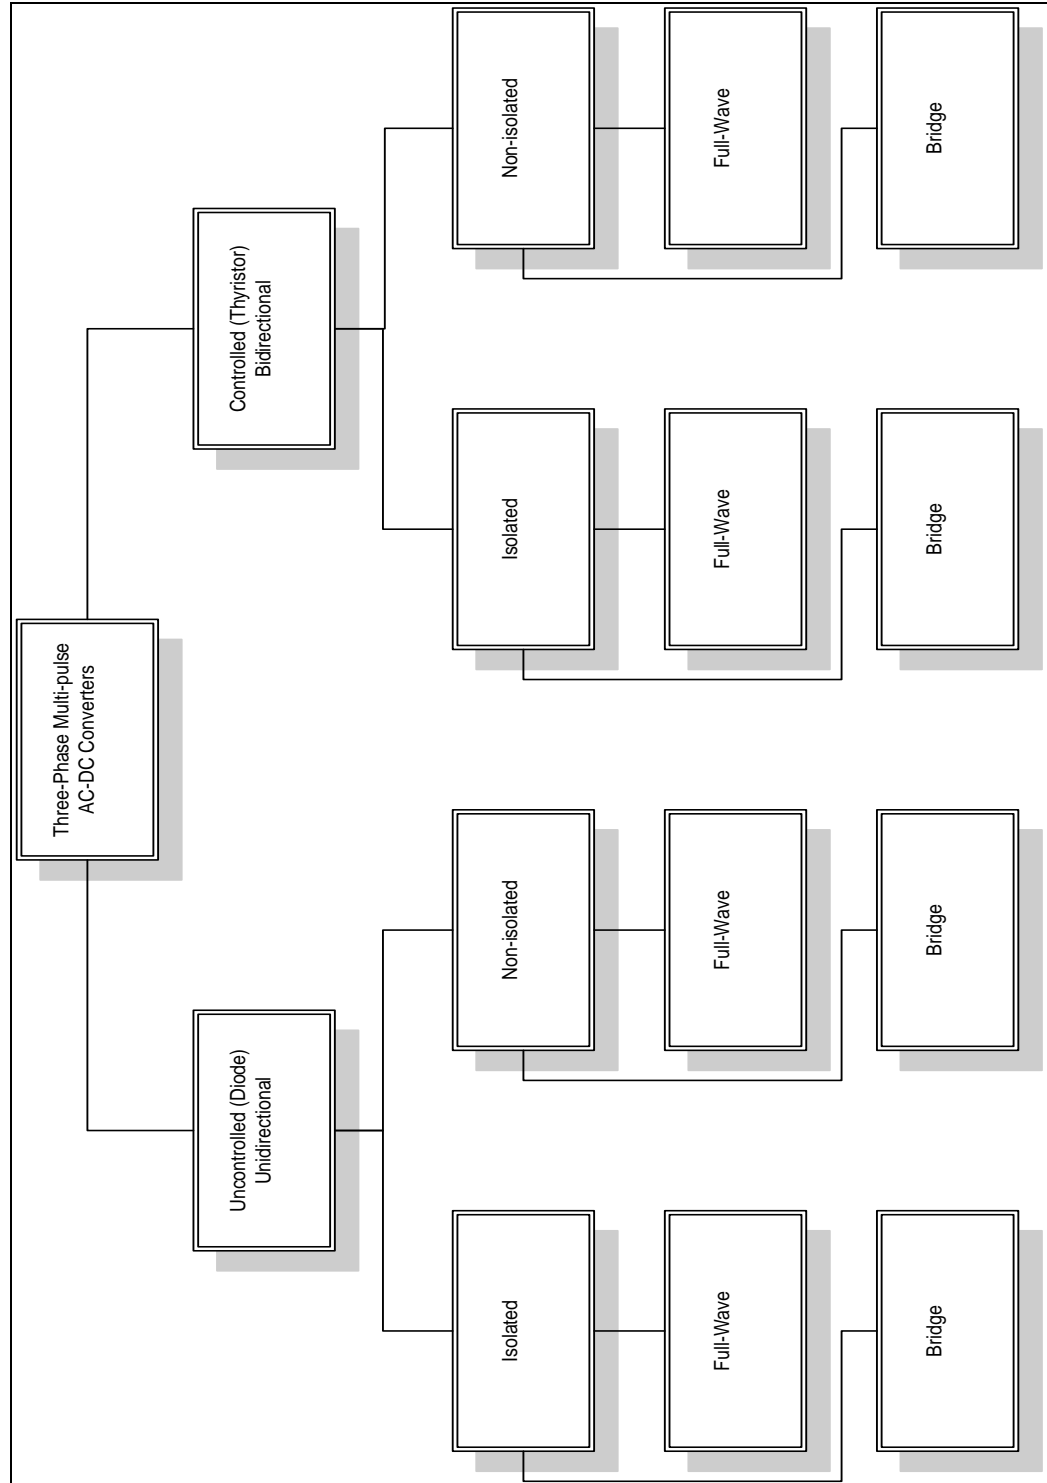 Three-Phase Multi-pulse
AC-DC Converters
Uncontrolled (Diode)
Unidirectional
Controlled (Thyristor)
Bidirectional
Isolated
Non-isolated
Isolated
Non-isolated
Full-Wave
Full-Wave
Full-Wave
Full-Wave
Bridge
Bridge
Bridge
Bridge